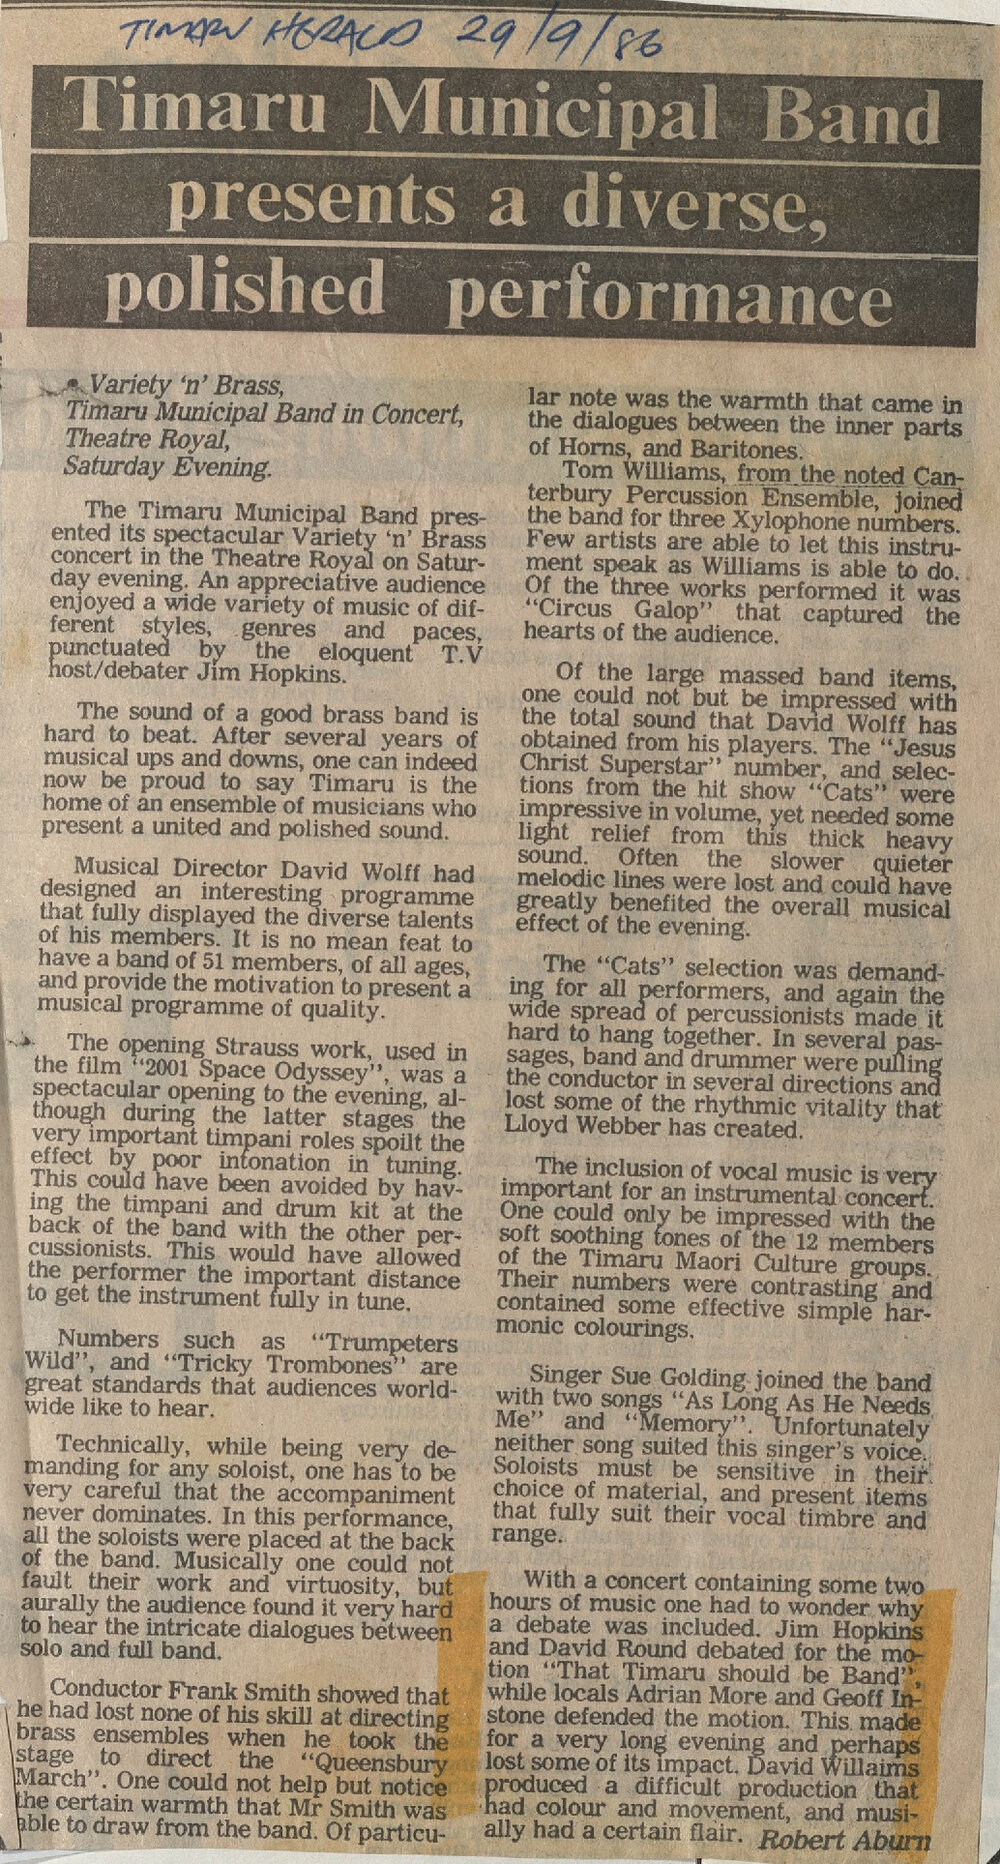 TIMARU HERALD 29/9/86
Timaru Municipal Band
presents a diverse,
polished performance
• Variety 'n' Brass,
Timaru Municipal Band in Concert,
Theatre Royal,
Saturday Evening.
The Timaru Municipal Band pres-
ented its spectacular Variety 'n' Brass
concert in the Theatre Royal on Satur-
day evening. An appreciative audience
enjoyed a wide variety of music of dif-
ferent styles, genres and paces,
punctuated by the eloquent T.V
host/debater Jim Hopkins.
The sound of a good brass band is
hard to beat. After several years of
musical ups and downs, one can indeed
now be proud to say Timaru is the
home of an ensemble of musicians who
present a united and polished sound.
Musical Director David Wolff had
designed an interesting programme
that fully displayed the diverse talents
of his members. It is no mean feat to
have a band of 51 members, of all ages,
and provide the motivation to present a
musical programme of quality.
The opening Strauss work, used in
the film "2001 Space Odyssey", was a
spectacular opening to the evening, al-
though during the latter stages the
very important timpani roles spoilt the
effect by poor intonation in tuning.
This could have been avoided by hav-
ing the timpani and drum kit at the
back of the band with the other per-
cussionists. This would have allowed
the performer the important distance
to get the instrument fully in tune.
Numbers such as "Trumpeters
Wild", and "Tricky Trombones" are
great standards that audiences world-
wide like to hear.
Technically, while being very de-
manding for any soloist, one has to be
very careful that the accompaniment
never dominates. In this performance,
all the soloists were placed at the back
of the band. Musically one could not
fault their work and virtuosity, but
aurally the audience found it very hard
to hear the intricate dialogues between
solo and full band.
Conductor Frank Smith showed that
he had lost none of his skill at directing
brass ensembles when he took the
stage to direct the "Queensbury
March". One could not help but notice
the certain warmth that Mr Smith was
able to draw from the band. Of particu-
lar note was the warmth that came in
the dialogues between the inner parts
of Horns, and Baritones.
Tom Williams, from the noted Can-
terbury Percussion Ensemble, joined
the band for three Xylophone numbers.
Few artists are able to let this instru-
ment speak as Williams is able to do.
Of the three works performed it was
"Circus Galop" that captured the
hearts of the audience.
Of the large massed band items,
one could not but be impressed with
the total sound that David Wolff has
obtained from his players. The "Jesus
Christ Superstar" number, and selec-
tions from the hit show "Cats" were
impressive in volume, yet needed some
light relief from this thick heavy
sound. Often the slower quieter
melodic lines were lost and could have
greatly benefited the overall musical
effect of the evening.
The "Cats" selection was demand-
ing for all performers, and again the
wide spread of percussionists made it
hard to hang together. In several pas-
sages, band and drummer were pulling
the conductor in several directions and
lost some of the rhythmic vitality that
Lloyd Webber has created.
The inclusion of vocal music is very
important for an instrumental concert.
One could only be impressed with the
soft soothing tones of the 12 members
of the Timaru Maori Culture groups.
Their numbers were contrasting and
contained some effective simple har-
monic colourings.
Singer Sue Golding joined the band
with two songs "As Long As He Needs
Me" and "Memory". Unfortunately
neither song suited this singer's voice.
Soloists must be sensitive in their
choice of material, and present items
that fully suit their vocal timbre and
range.
With a concert containing some two
hours of music one had to wonder why
a debate was included. Jim Hopkins
and David Round debated for the mo-
tion "That Timaru should be Band",
while locals Adrian More and Geoff In-
stone defended the motion. This made
for a very long evening and perhaps
lost some of its impact. David Willaims
produced a difficult production that
had colour and movement, and musi-
ally had a certain flair. Robert Aburn